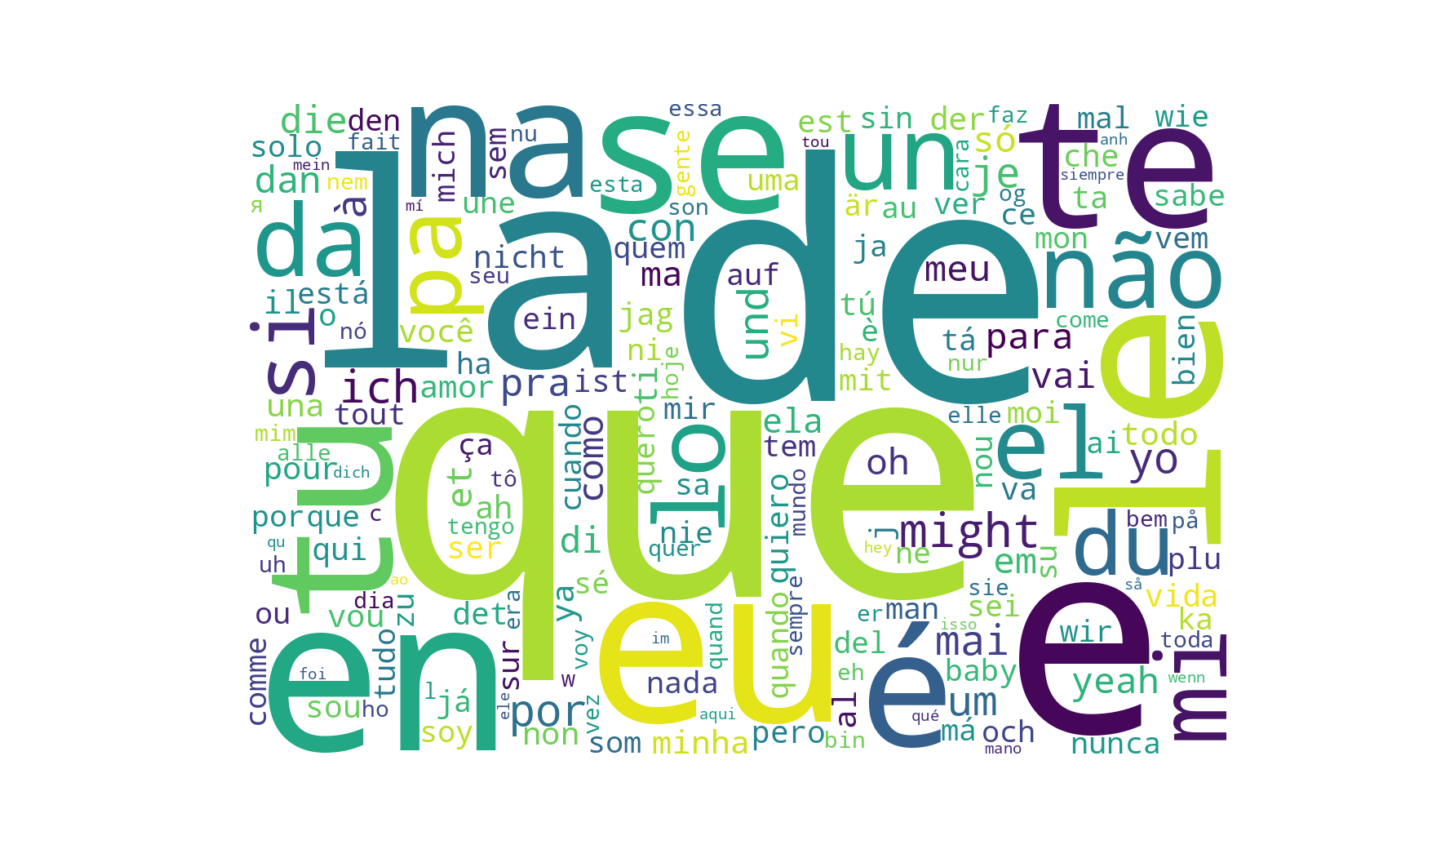 die den fait solo mein dan nem я à mí
na mich sem nu essa
se esta gente uma son
un est sin der faz só cara je
te mal anh wie che siempre ta sabe
la de
da pa une nicht seu con quem ma auf
är au ver og ce ja meu mon vem não
il está o nó você ein jag ni und vi
tú è tá para come bien hay nur
si ich ha amor pra ist ti hoje mit vai e
una tout mim alle pour dich tu
que
cuando como quero mir lo sa ela tem
oh elle moi el nou va ai todo yo l
ça et tô ah tengo ser di
porque c qui qu uh
nie quer quiero mundo j might hey ne em su
du bem på plu så
ao dia ou vou zu det era ya sé
comme en foi tudo sou ho já l soy
sur ele w por voy non vez som
eu im nada quand aqui minha quando sempre pero
er man sie sei isso del mai eh baby é qué um al bin
e wir vida ka toda yeah wenn mi
má och mano nunca